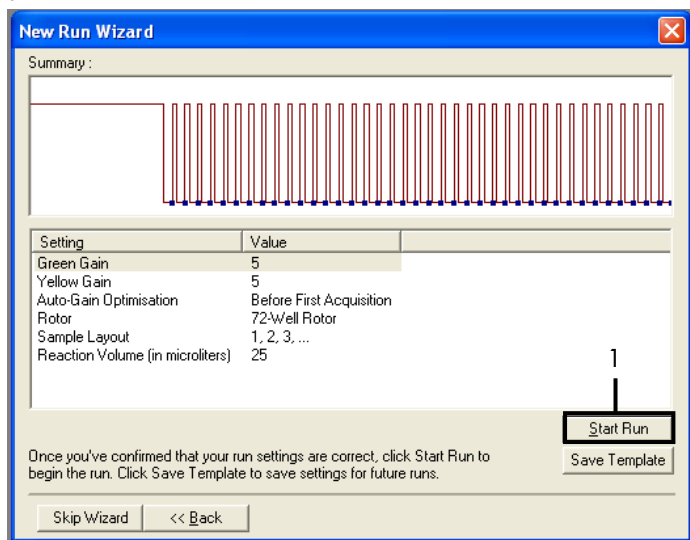 New Run Wizard
Summary :
Setting Value
Green Gain 5
Yellow Gain 5
Auto-Gain Optimisation Before First Acquisition
Rotor 72-Well Rotor
Sample Layout 1, 2, 3, ...
Reaction Volume (in microliters) 25
1
Start Run
Once you've confirmed that your run settings are correct, click Start Run to
begin the run. Click Save Template to save settings for future runs.
Save Template
Skip Wizard << Back